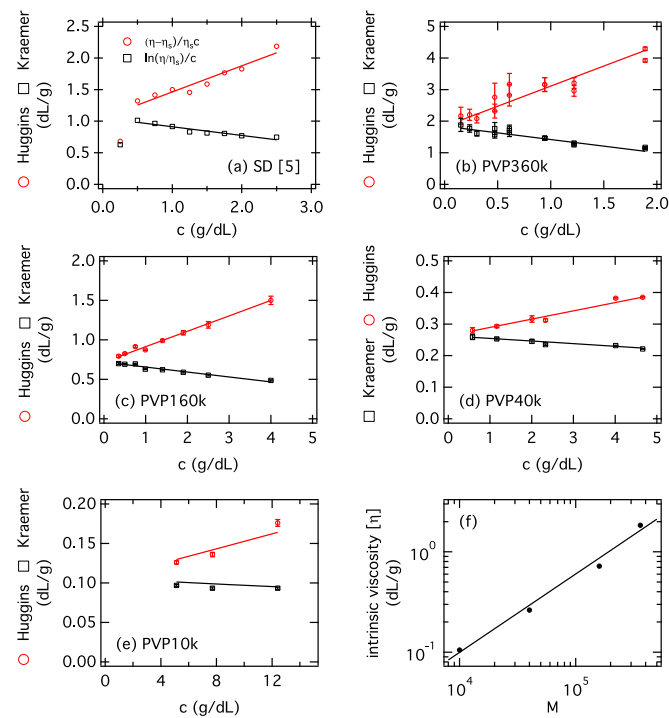 Huggins Kraemer
(dL/g)
2.5
2.0
1.5
1.0
0.5
0.0
(η−ηs)/ηsc
ln(η/ηs)/c
(a) SD [5]
0.0 1.0 2.0 3.0
c (g/dL)
Huggins Kraemer
(dL/g)
5
4
3
2
1
0
(b) PVP360k
0.0 0.5 1.0 1.5 2.0
c (g/dL)
Huggins Kraemer
(dL/g)
2.0
1.5
1.0
0.5
0.0
(c) PVP160k
0 1 2 3 4 5
c (g/dL)
Kraemer Huggins
(dL/g)
0.5
0.4
0.3
0.2
0.1
0.0
(d) PVP40k
0 1 2 3 4 5
c (g/dL)
Huggins Kraemer
(dL/g)
0.20
0.15
0.10
0.05
0.00
(e) PVP10k
0 4 8 12
c (g/dL)
intrinsic viscosity [η]
(dL/g)
10⁰
10⁻¹
(f)
10⁴ 10⁵
M